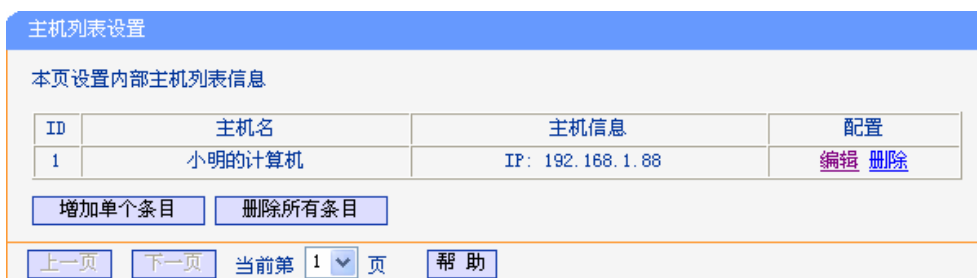 主机列表设置
本页设置内部主机列表信息
ID 主机名 主机信息 配置
1 小明的计算机 IP: 192.168.1.88 编辑 删除
增加单个条目 删除所有条目
上一页 下一页 当前第 1 页 帮 助